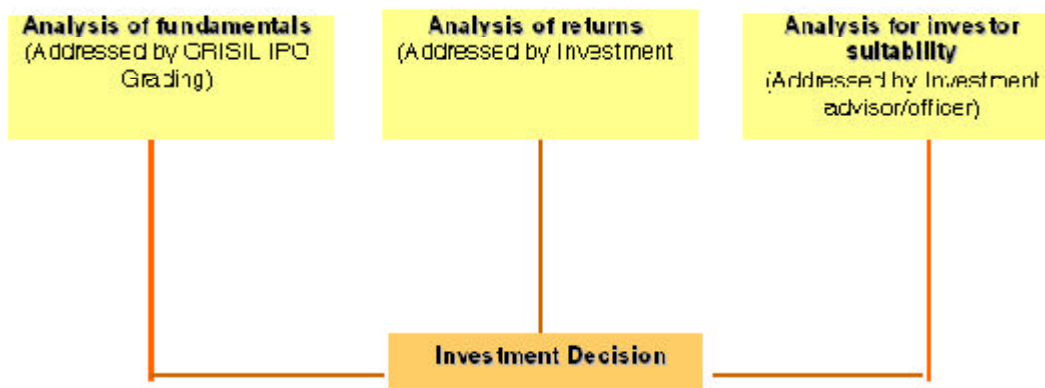 Analysis of fundamentals
(Addressed by CRISIL IPO
Grading)
Analysis of returns
(Addressed by Investment
Analysis for investor
suitability
(Addressed by Investment
advisor/officer)
Investment Decision